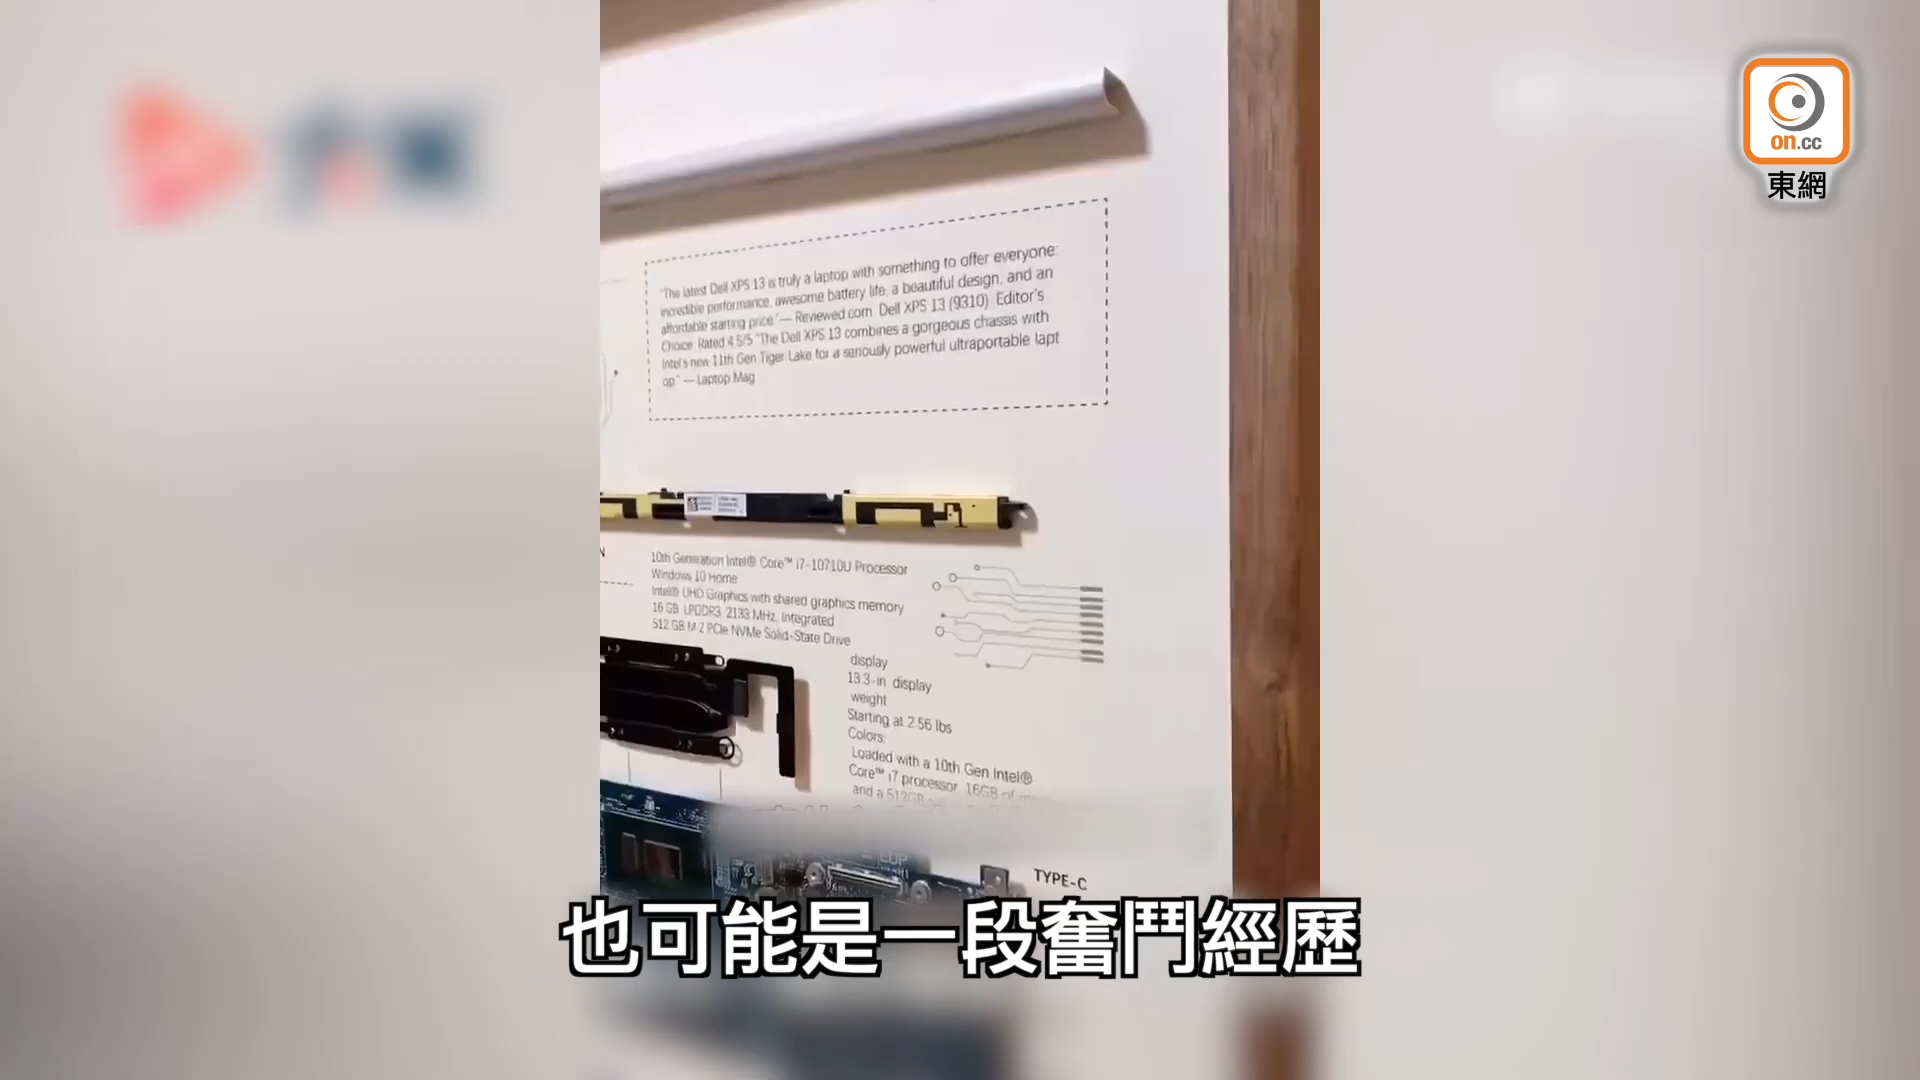 on.cc
東網
"The latest Dell XPS 13 is truly a laptop with something to offer everyone:
incredible performance, awesome battery life, a beautiful design, and an
affordable starting price."— Reviewed.com. Dell XPS 13 (9310). Editor's
Choice. Rated 4.5/5 "The Dell XPS 13 combines a gorgeous chassis with
Intel's new 11th Gen Tiger Lake for a seriously powerful ultraportable lapt
op." — Laptop Mag
10th Generation Intel® Core™ i7-10710U Processor
Windows 10 Home
Intel® UHD Graphics with shared graphics memory
16 GB, LPDDR3, 2133 MHz, Integrated
512 GB M.2 PCIe NVMe Solid-State Drive
display
13.3-in display
weight
Starting at 2.56 lbs
Colors:
Loaded with a 10th Gen Intel®
Core™ i7 processor, 16GB of
and a 512GB
TYPE-C
也可能是一段奮鬥經歷